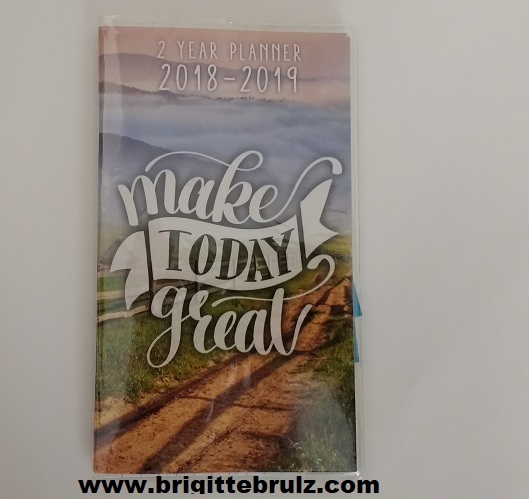 2 YEAR PLANNER
2018-2019
make
TODAY
great
www.brigittebrulz.com